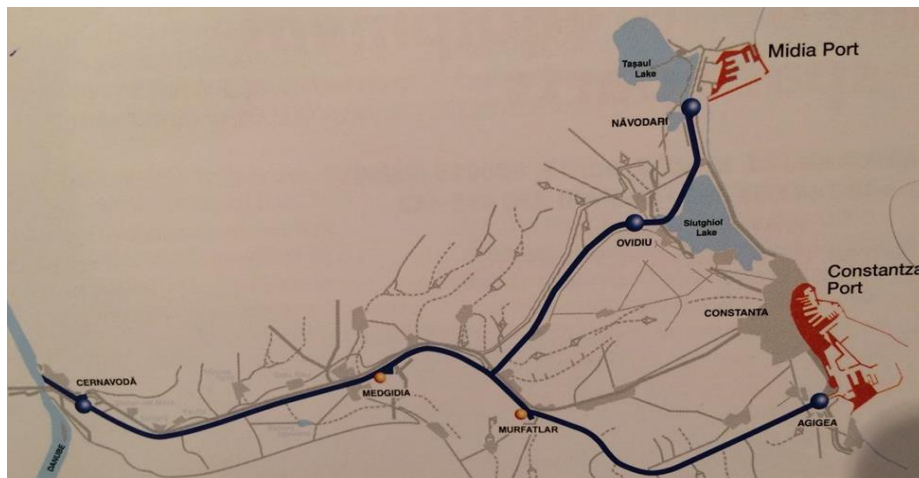 Midia Port
Taşaul
Lake
NĂVODARI
Siutghiol
Lake
OVIDIU
Constantza
Port
CONSTANTA
CERNAVODĂ
MEDGIDIA
MURFATLAR
AGIGEA
DANUBE